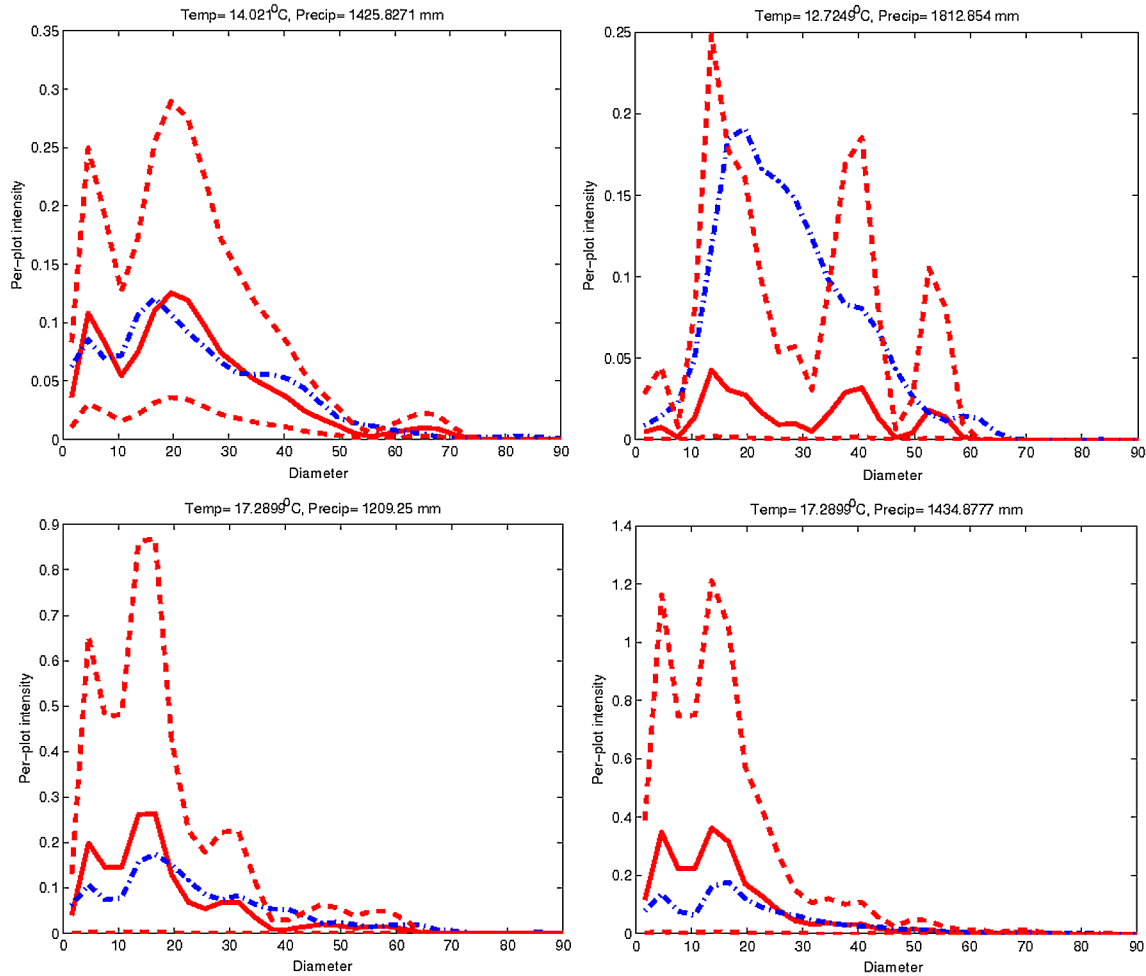 Temp= 14.021⁰C, Precip= 1425.8271 mm
0.35
0.3
0.25
0.2
0.15
0.1
0.05
0
Per−plot intensity
0 10 20 30 40 50 60 70 80 90
Diameter
Temp= 12.7249⁰C, Precip= 1812.854 mm
0.25
0.2
0.15
0.1
0.05
0
Per−plot intensity
0 10 20 30 40 50 60 70 80 90
Diameter
Temp= 17.2899⁰C, Precip= 1209.25 mm
0.9
0.8
0.7
0.6
0.5
0.4
0.3
0.2
0.1
0
Per−plot intensity
0 10 20 30 40 50 60 70 80 90
Diameter
Temp= 17.2899⁰C, Precip= 1434.8777 mm
1.4
1.2
1
0.8
0.6
0.4
0.2
0
Per−plot intensity
0 10 20 30 40 50 60 70 80 90
Diameter